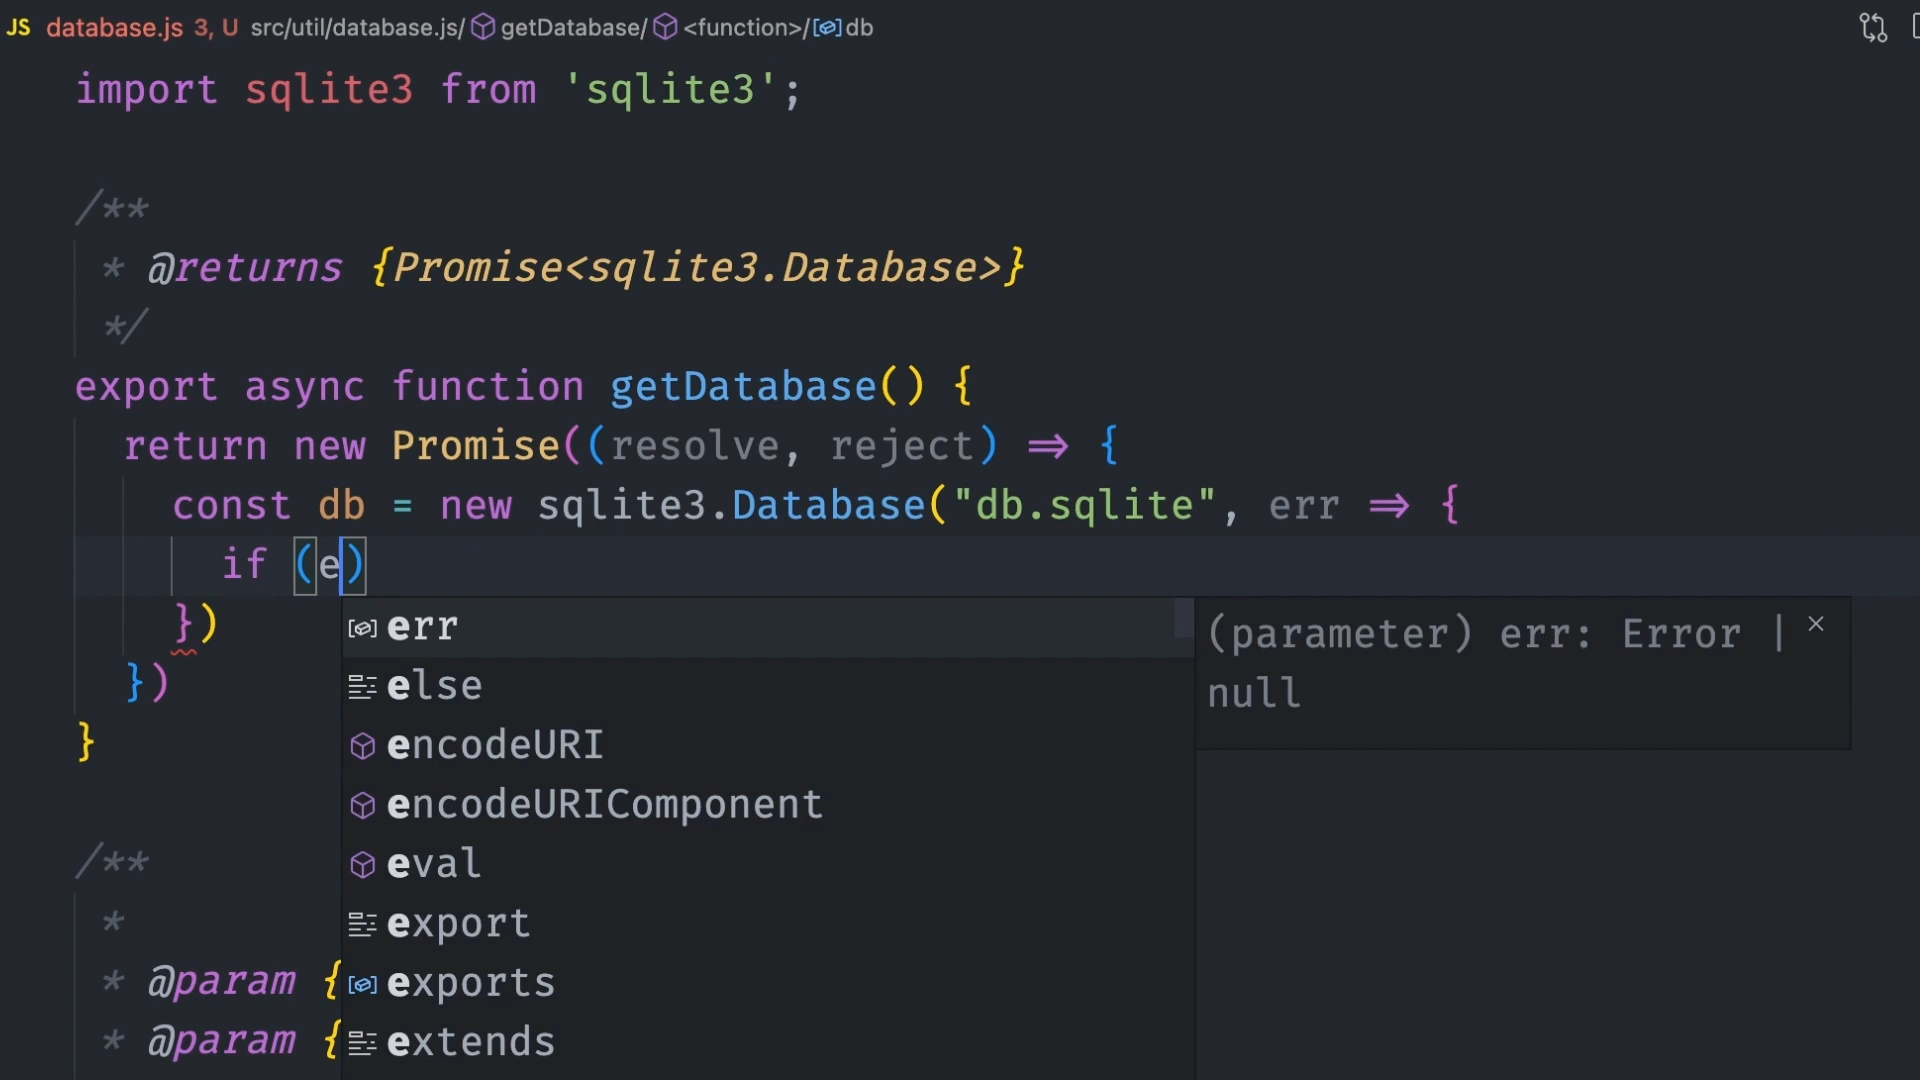 JS database.js 3, U src/util/database.js/ getDatabase/ <function>/ db
import sqlite3 from 'sqlite3';
/**
* @returns {Promise<sqlite3.Database>}
*/
export async function getDatabase() {
return new Promise((resolve, reject) => {
const db = new sqlite3.Database("db.sqlite", err => {
if (e)
})
})
}
/**
*
* @param {
* @param {
err
else
encodeURI
encodeURIComponent
eval
export
exports
extends
(parameter) err: Error |
null